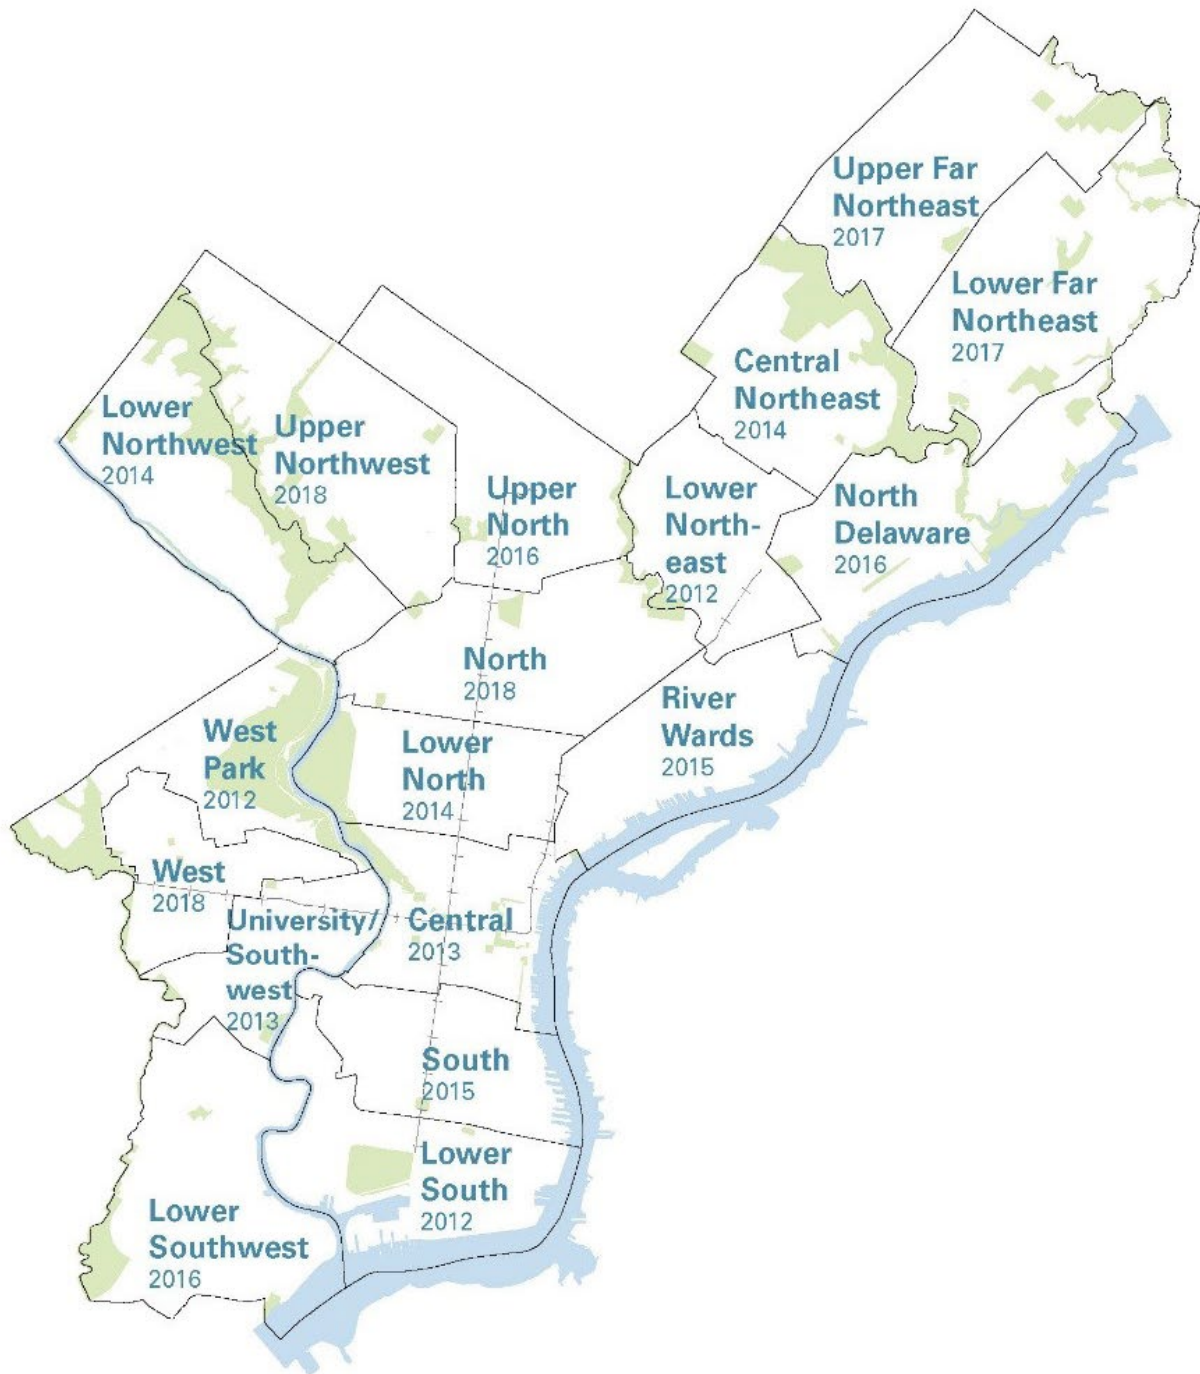 Upper Far
Northeast
2017
Lower Far
Northeast
2017
Central
Northeast
2014
Lower
Northwest
2014
Upper
Northwest
2018
Upper
North
2016
Lower
North-
east
2012
North
Delaware
2016
North
2018
River
Wards
2015
West
Park
2012
Lower
North
2014
West
2018
University/
South-
west
2013
Central
2013
South
2015
Lower
South
2012
Lower
Southwest
2016